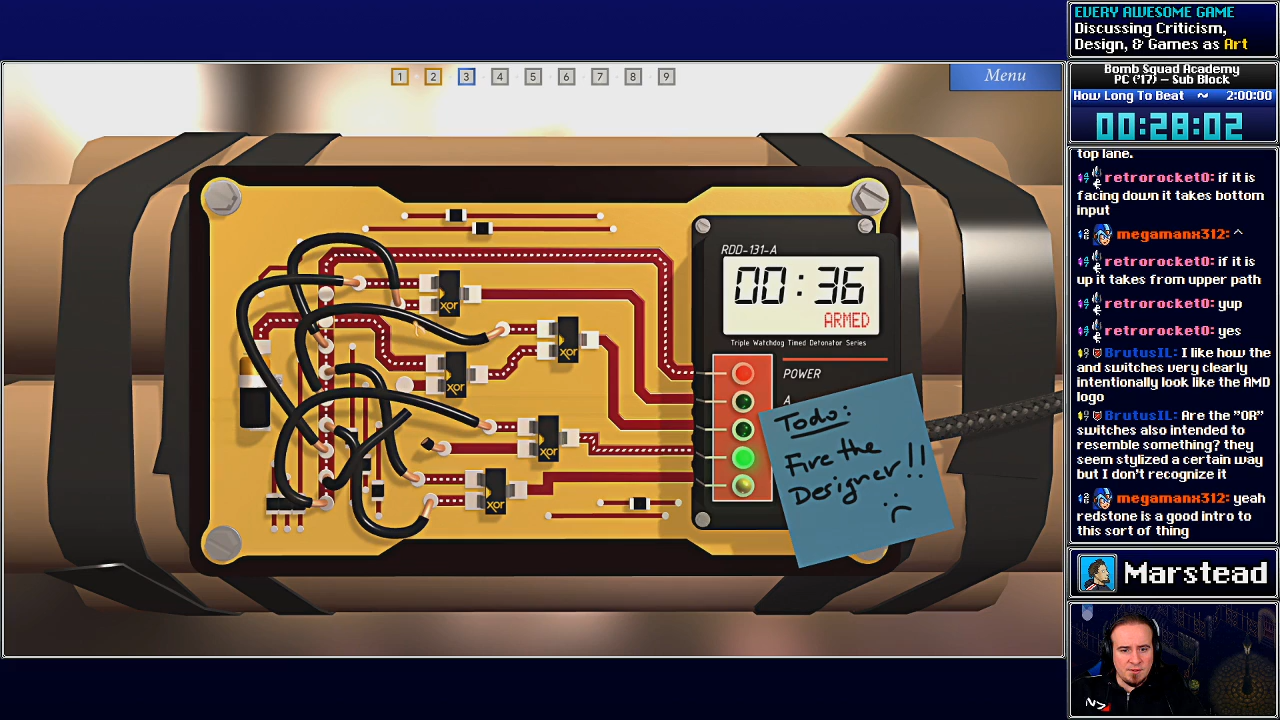 1 2 3 4 5 6 7 8 9
Menu
RDD-131-A
00:36
ARMED
Triple Watchdog Timed Detonator Series
POWER
A
xor
xor
xor
xor
xor
Todo:
Fire the
Designer!!
:(
EVERY AWESOME GAME
Discussing Criticism,
Design, & Games as Art
Bomb Squad Academy
PC ('17) – Sub Block
How Long To Beat ~ 2:00:00
00:28:02
top lane.
retrorocket0: if it is
facing down it takes bottom
input
megamanx312: ^
retrorocket0: if it is
up it takes from upper path
retrorocket0: yup
retrorocket0: yes
BrutusIL: I like how the
and switches very clearly
intentionally look like the AMD
logo
BrutusIL: Are the "OR"
switches also intended to
resemble something? they
seem stylized a certain way
but I don't recognize it
megamanx312: yeah
redstone is a good intro to
this sort of thing
Marstead